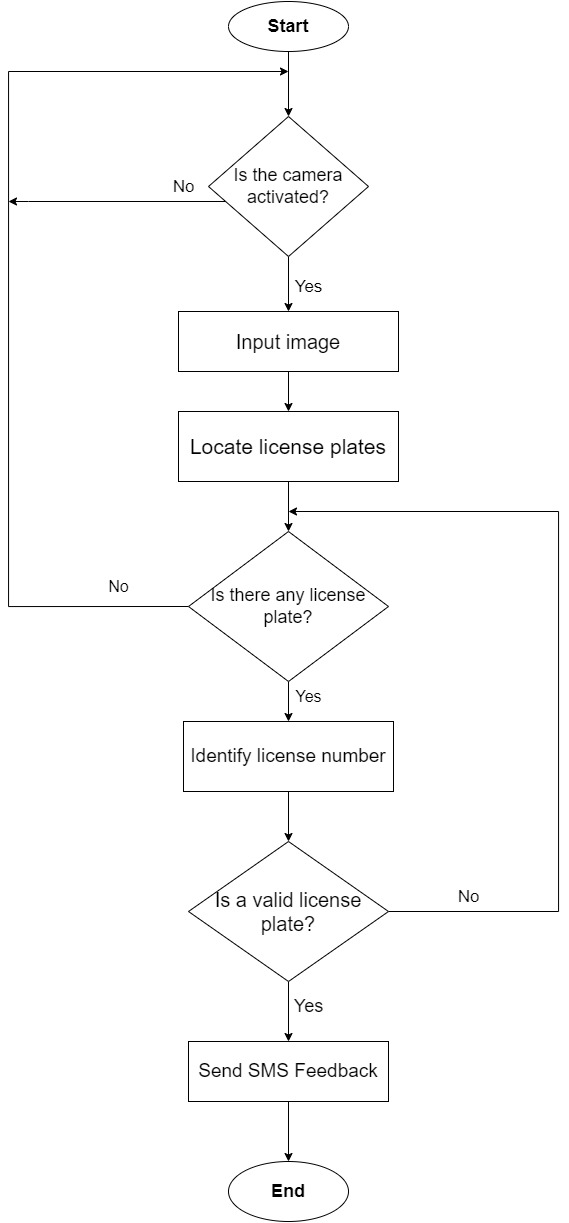 Start
Is the camera
activated?
No
Yes
Input image
Locate license plates
Is there any license
plate?
No
Yes
Identify license number
Is a valid license
plate?
No
Yes
Send SMS Feedback
End